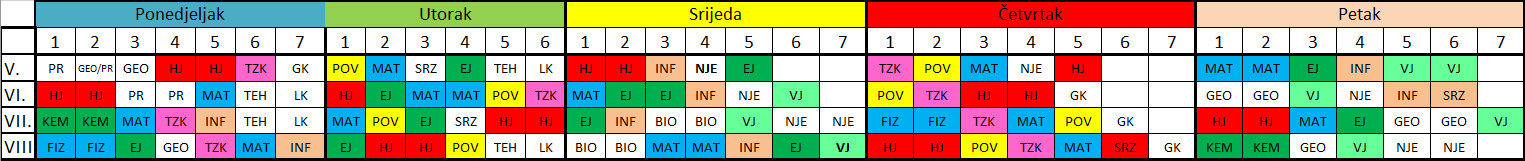 Ponedjeljak Utorak Srijeda Četvrtak Petak
1 2 3 4 5 6 7 1 2 3 4 5 6 1 2 3 4 5 6 7 1 2 3 4 5 6 7 1 2 3 4 5 6 7
V. PR GEO/PR GEO HJ HJ TZK GK POV MAT SRZ EJ TEH LK HJ HJ INF NJE EJ TZK POV MAT NJE HJ MAT MAT EJ INF VJ VJ
VI. HJ HJ PR PR MAT TEH LK HJ EJ MAT MAT POV TZK MAT EJ EJ INF NJE VJ POV TZK HJ HJ GK GEO GEO VJ NJE INF SRZ
VII. KEM KEM MAT TZK INF TEH LK MAT POV EJ SRZ HJ HJ EJ INF BIO BIO VJ NJE NJE FIZ FIZ TZK MAT POV GK HJ HJ MAT EJ GEO GEO VJ
VIII FIZ FIZ EJ GEO TZK MAT INF EJ HJ HJ POV TEH LK BIO BIO MAT MAT INF EJ VJ HJ HJ POV TZK MAT SRZ GK KEM KEM GEO VJ NJE NJE